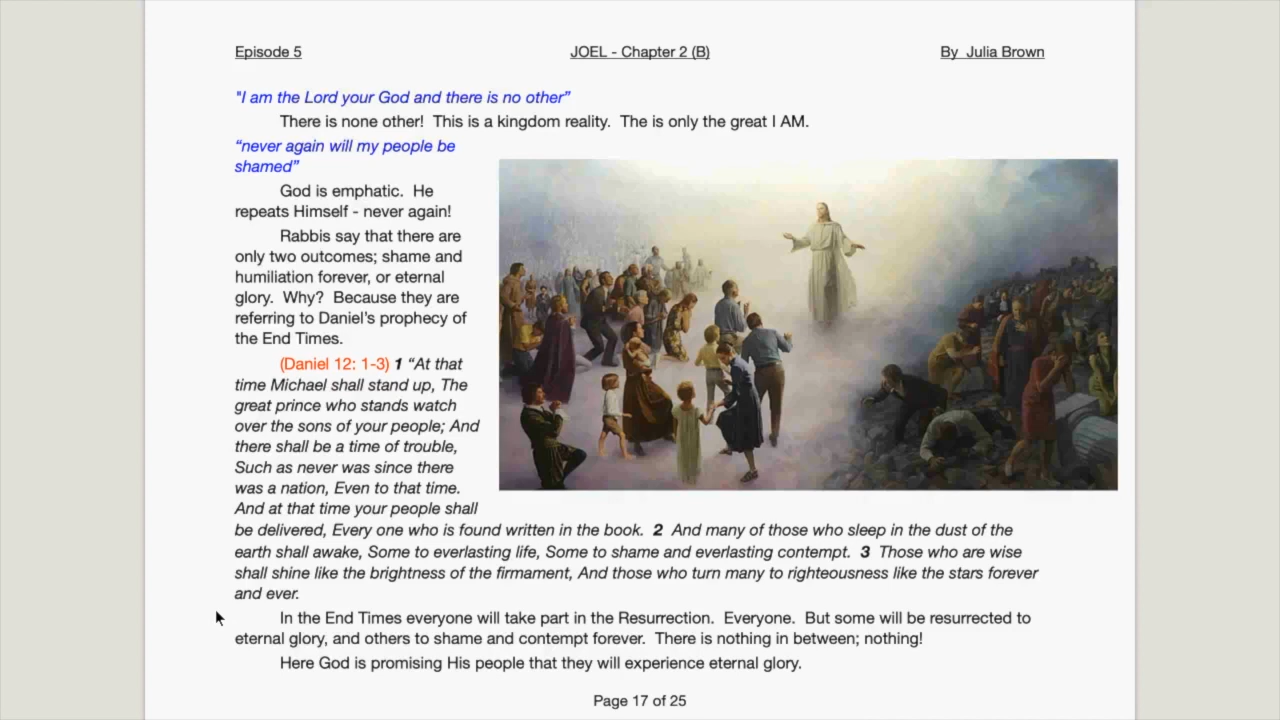 Episode 5 JOEL - Chapter 2 (B) By Julia Brown
"I am the Lord your God and there is no other”
There is none other! This is a kingdom reality. The is only the great I AM.
“never again will my people be
shamed”
God is emphatic. He
repeats Himself - never again!
Rabbis say that there are
only two outcomes; shame and
humiliation forever, or eternal
glory. Why? Because they are
referring to Daniel’s prophecy of
the End Times.
(Daniel 12: 1-3) 1 “At that
time Michael shall stand up, The
great prince who stands watch
over the sons of your people; And
there shall be a time of trouble,
Such as never was since there
was a nation, Even to that time.
And at that time your people shall
be delivered, Every one who is found written in the book. 2 And many of those who sleep in the dust of the
earth shall awake, Some to everlasting life, Some to shame and everlasting contempt. 3 Those who are wise
shall shine like the brightness of the firmament, And those who turn many to righteousness like the stars forever
and ever.
In the End Times everyone will take part in the Resurrection. Everyone. But some will be resurrected to
eternal glory, and others to shame and contempt forever. There is nothing in between; nothing!
Here God is promising His people that they will experience eternal glory.
Page 17 of 25